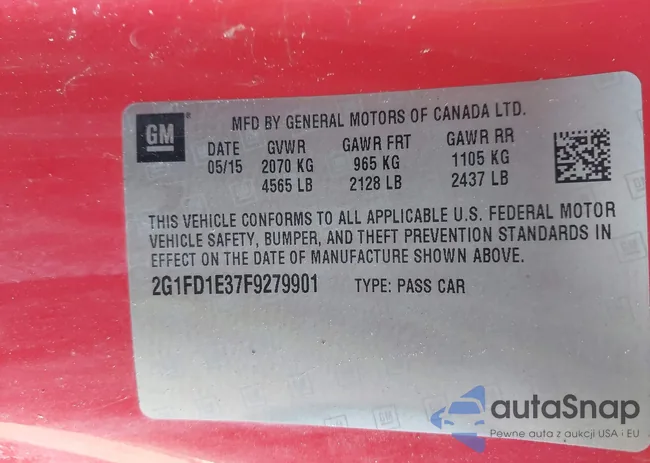 GM
MFD BY GENERAL MOTORS OF CANADA LTD.
DATE GVWR GAWR FRT GAWR RR
05/15 2070 KG 965 KG 1105 KG
4565 LB 2128 LB 2437 LB
THIS VEHICLE CONFORMS TO ALL APPLICABLE U.S. FEDERAL MOTOR
VEHICLE SAFETY, BUMPER, AND THEFT PREVENTION STANDARDS IN
EFFECT ON THE DATE OF MANUFACTURE SHOWN ABOVE.
2G1FD1E37F9279901 TYPE: PASS CAR
autaSnap
Pewne auta z aukcji USA i EU